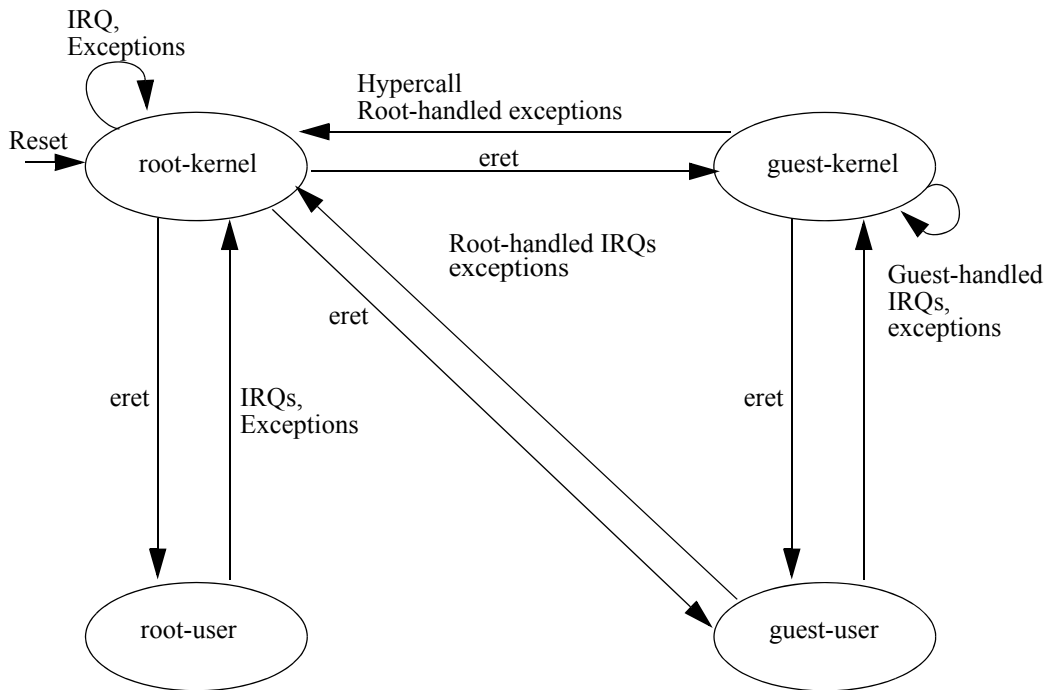 IRQ,
Exceptions
Hypercall
Root-handled exceptions
Reset
root-kernel
eret
guest-kernel
Root-handled IRQs
exceptions
Guest-handled
IRQs,
exceptions
eret
eret
IRQs,
Exceptions
eret
root-user
guest-user